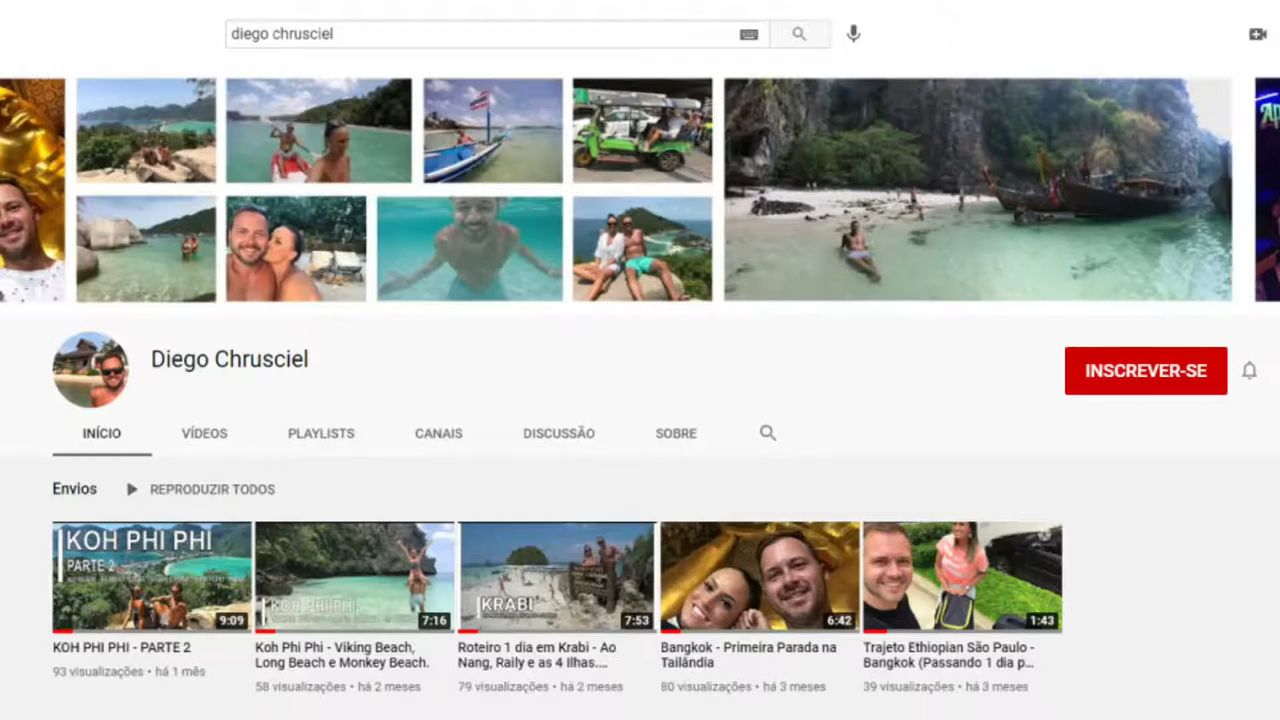 diego chrusciel
Diego Chrusciel
INSCREVER-SE
INÍCIO VÍDEOS PLAYLISTS CANAIS DISCUSSÃO SOBRE
Envios REPRODUZIR TODOS
KOH PHI PHI
PARTE 2
9:09
KOH PHI PHI
7:16
KRABI
7:53
6:42
1:43
KOH PHI PHI - PARTE 2
93 visualizações • há 1 mês
Koh Phi Phi - Viking Beach,
Long Beach e Monkey Beach.
58 visualizações • há 2 meses
Roteiro 1 dia em Krabi - Ao
Nang, Raily e as 4 Ilhas....
79 visualizações • há 2 meses
Bangkok - Primeira Parada na
Tailândia
80 visualizações • há 3 meses
Trajeto Ethiopian São Paulo -
Bangkok (Passando 1 dia p...
39 visualizações • há 3 meses